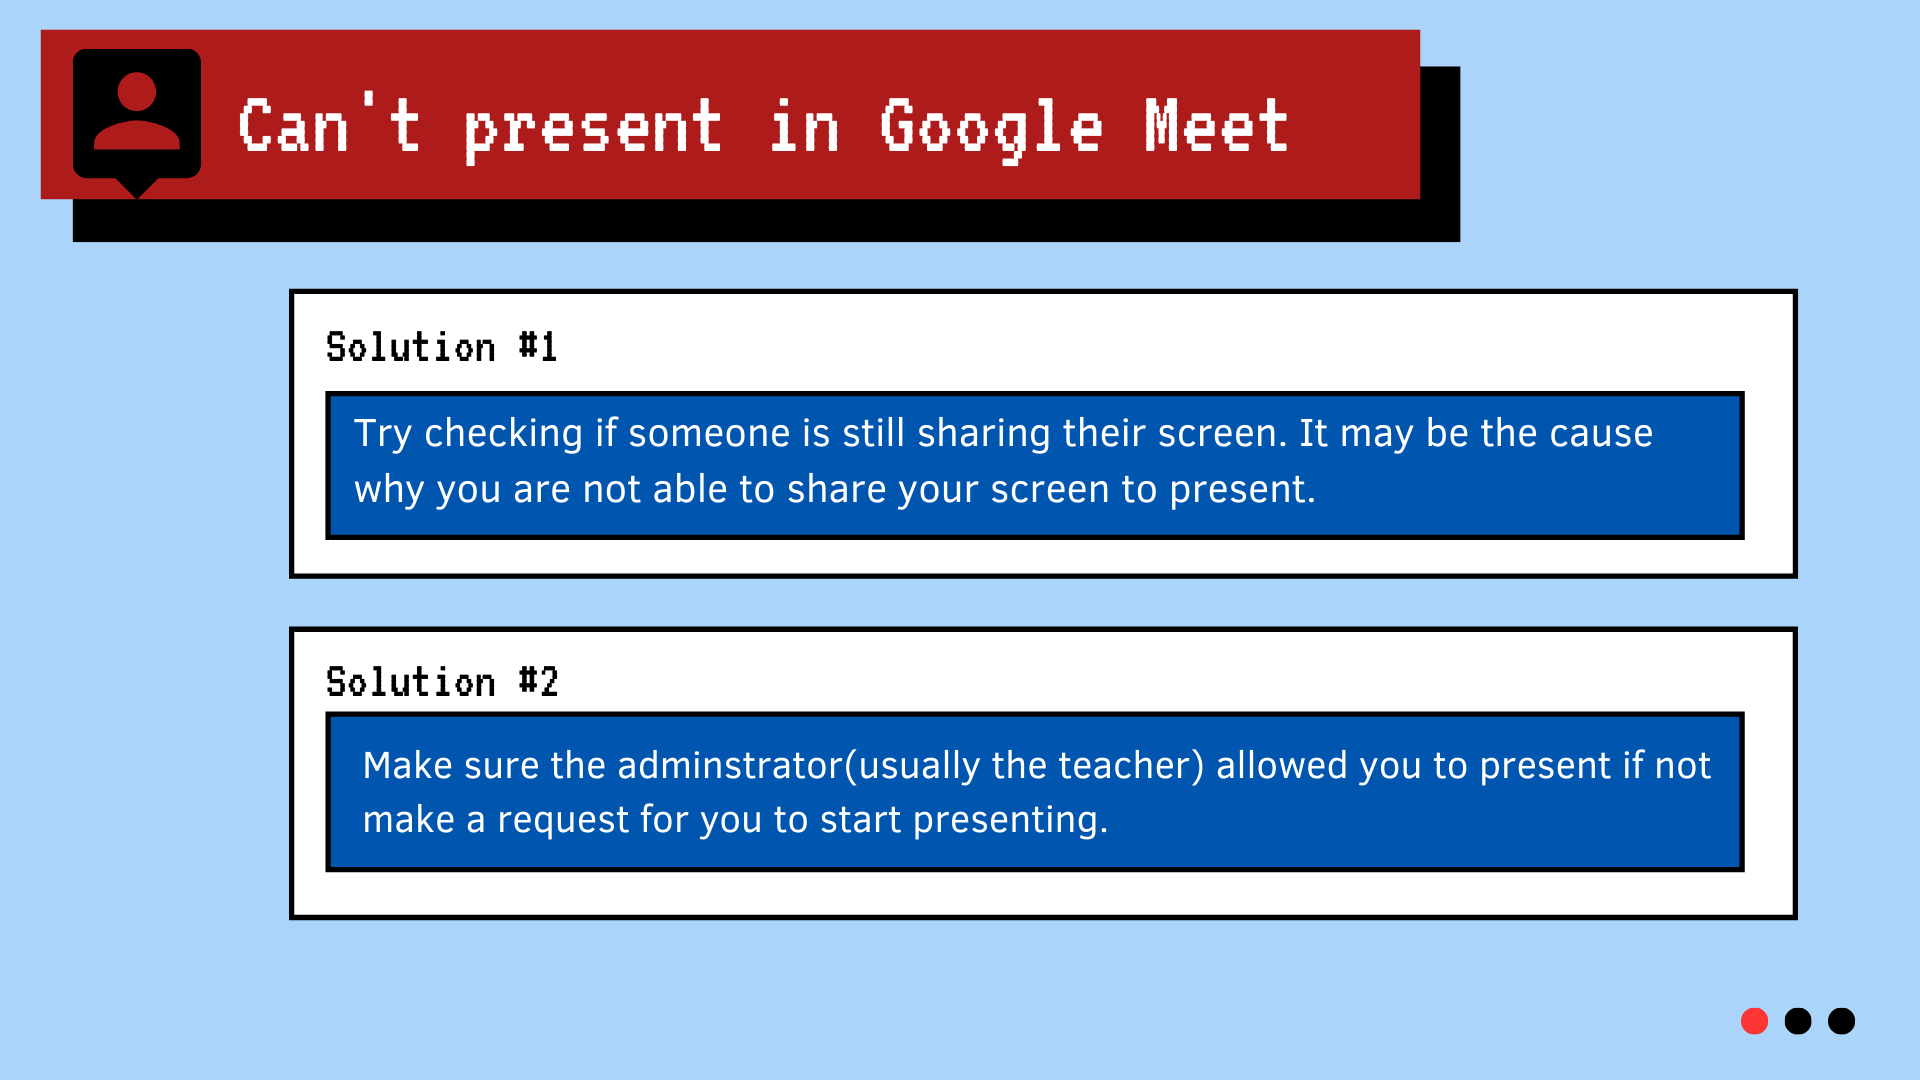 Can't present in Google Meet
Solution #1
Try checking if someone is still sharing their screen. It may be the cause
why you are not able to share your screen to present.
Solution #2
Make sure the adminstrator(usually the teacher) allowed you to present if not
make a request for you to start presenting.